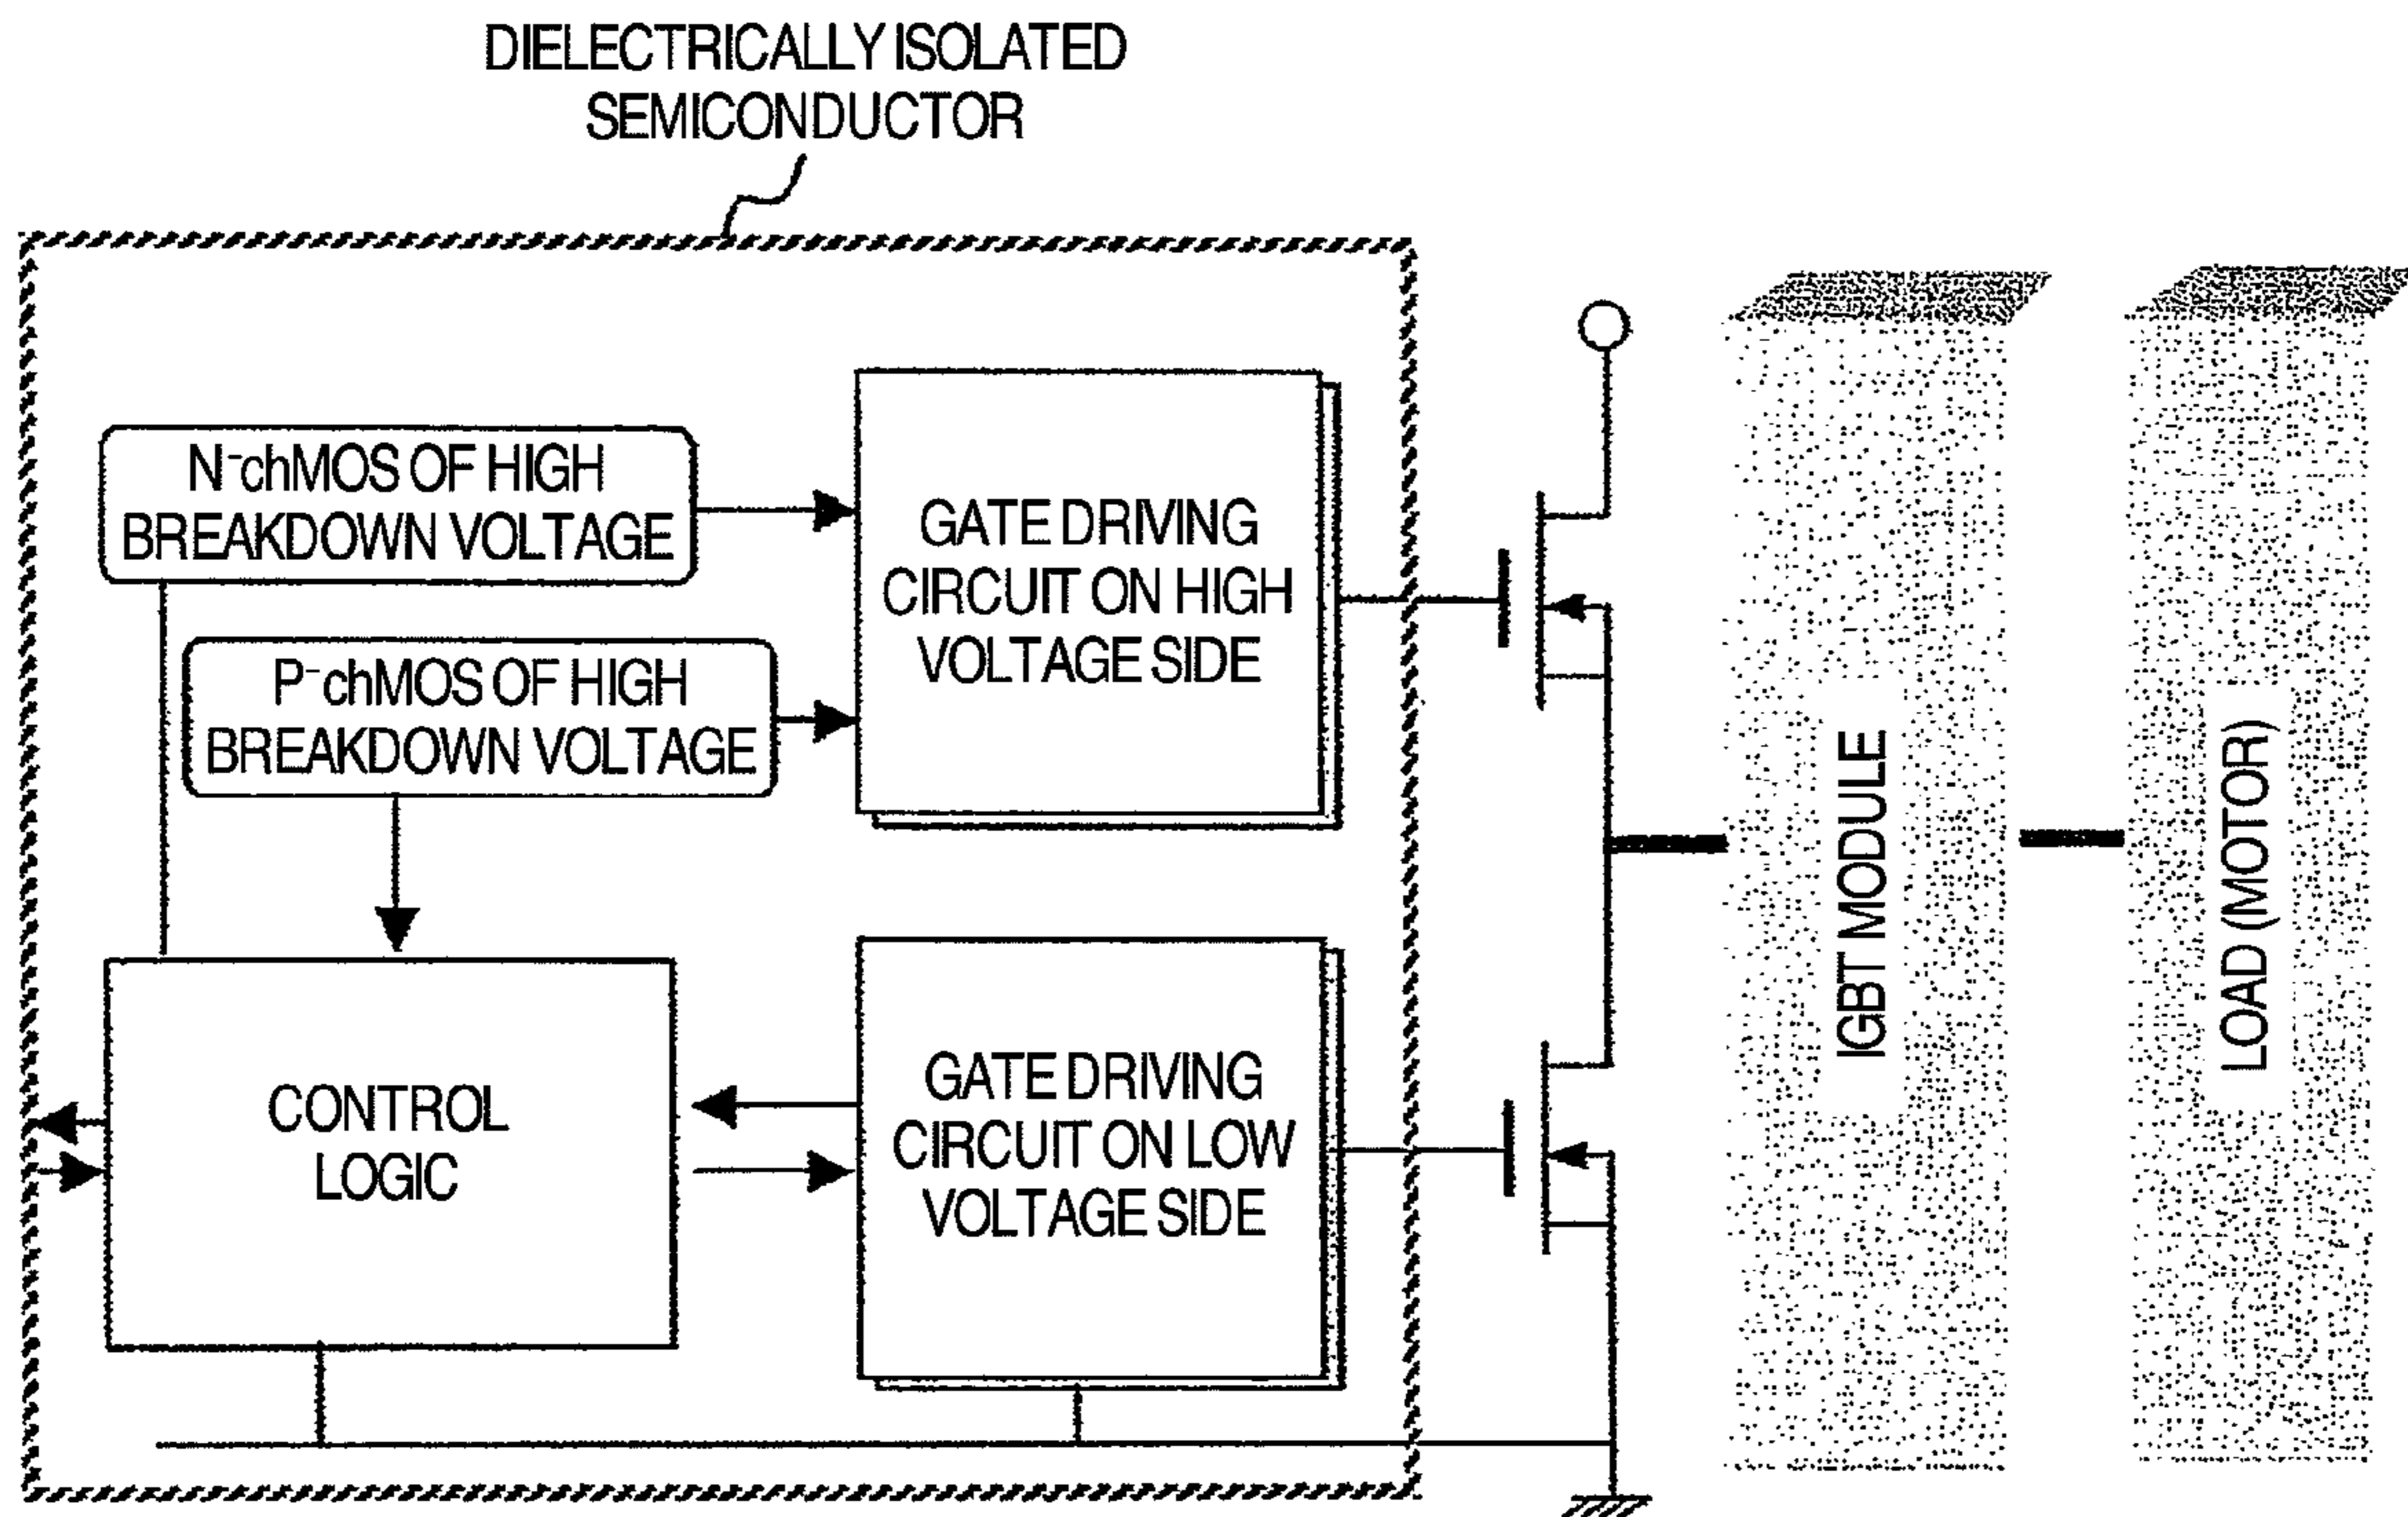 DIELECTRICALLY ISOLATED
SEMICONDUCTOR
N⁻chMOS OF HIGH
BREAKDOWN VOLTAGE
P⁻chMOS OF HIGH
BREAKDOWN VOLTAGE
GATE DRIVING
CIRCUIT ON HIGH
VOLTAGE SIDE
CONTROL
LOGIC
GATE DRIVING
CIRCUIT ON LOW
VOLTAGE SIDE
IGBT MODULE
LOAD (MOTOR)